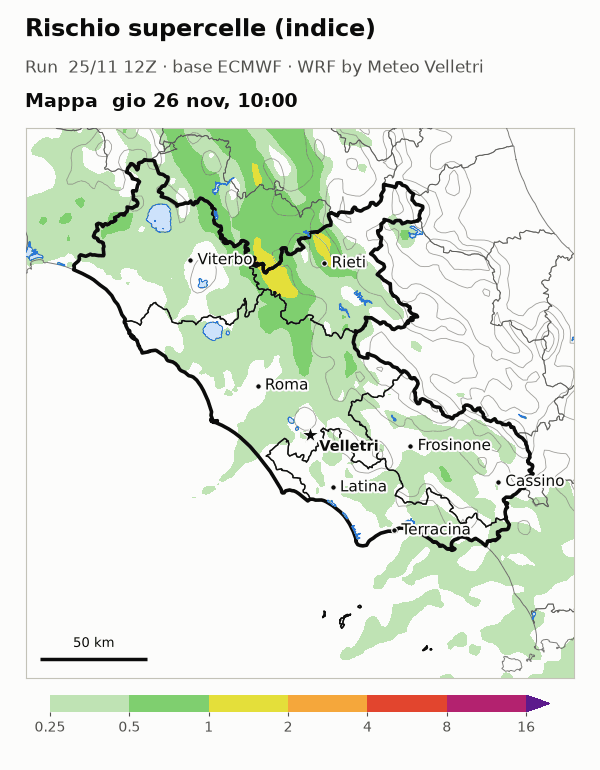 Rischio supercelle (indice)
Run  25/11 12Z · base ECMWF · WRF by Meteo Velletri
Mappa  gio 26 nov, 10:00
Viterbo
Rieti
Roma
Velletri
Frosinone
Latina
Cassino
Terracina
50 km
0.25 0.5 1 2 4 8 16